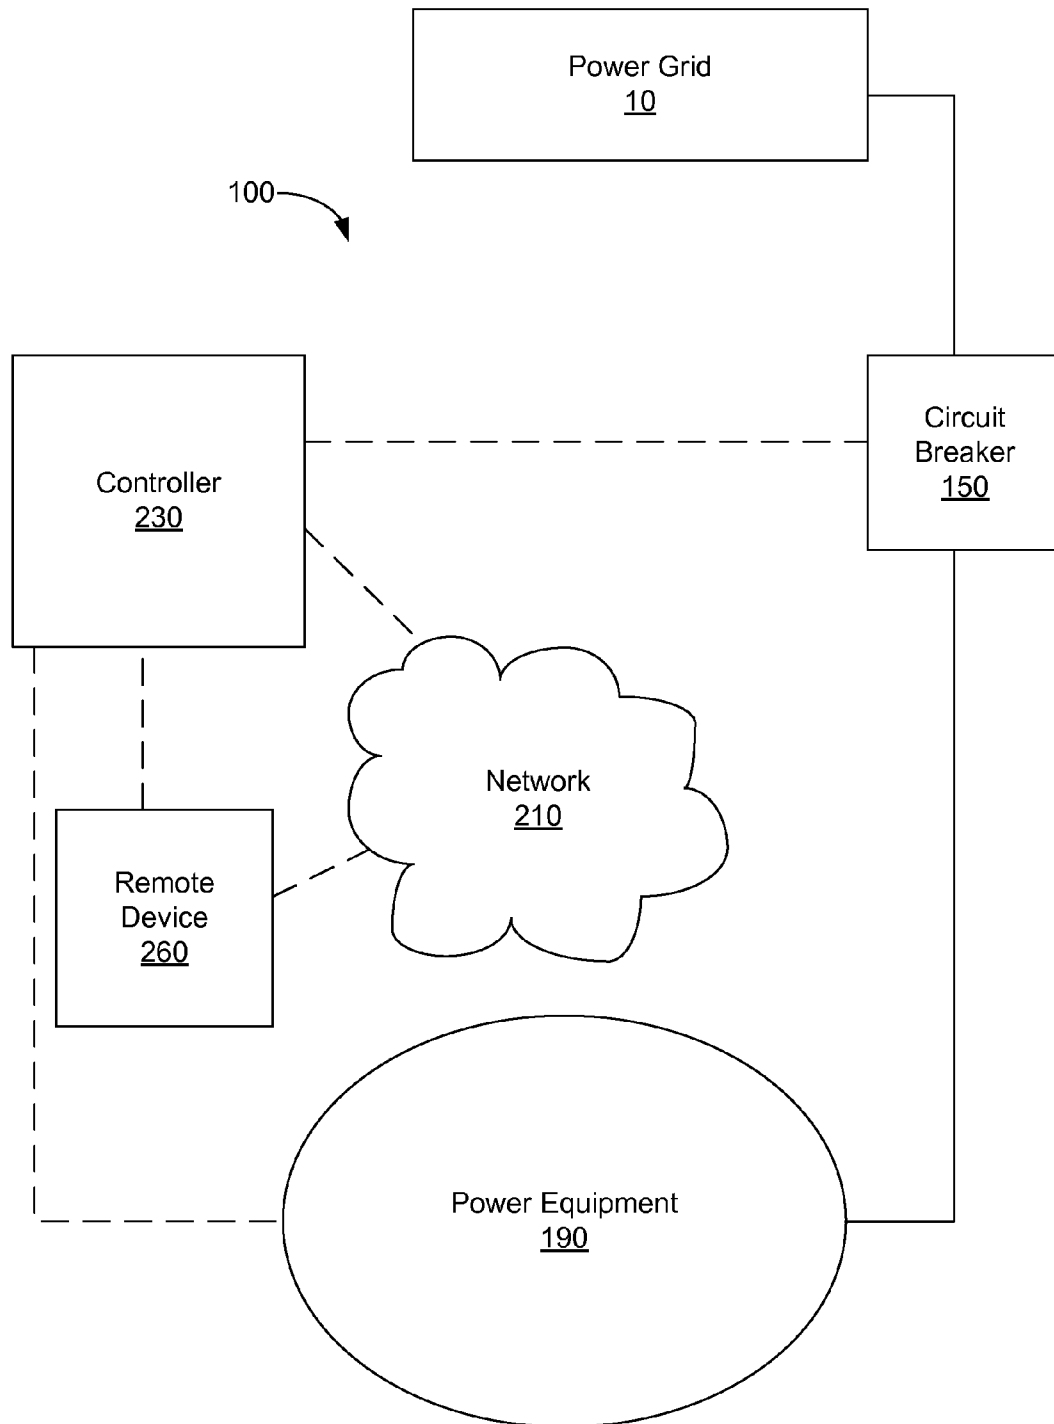 Power Grid
10
100
Circuit
Breaker
150
Controller
230
Network
210
Remote
Device
260
Power Equipment
190